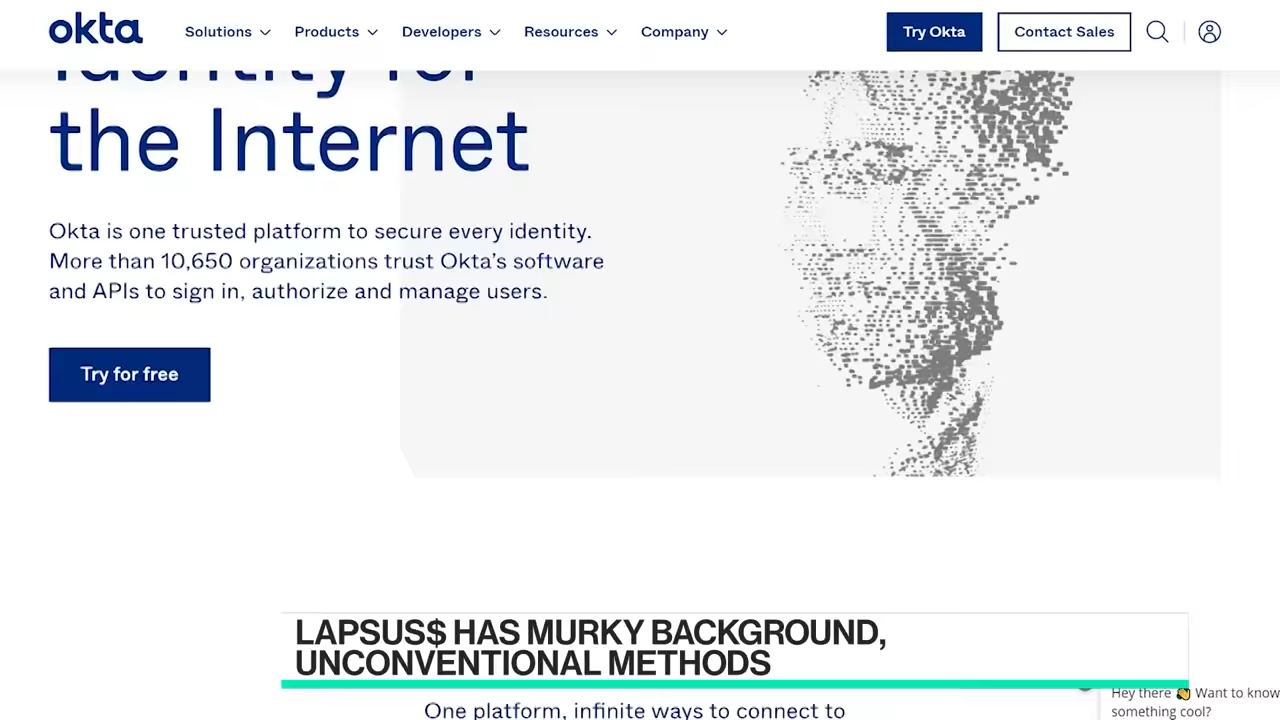 okta
Solutions
Products
Developers
Resources
Company
Try Okta
Contact Sales
Identity for
the Internet
Okta is one trusted platform to secure every identity.
More than 10,650 organizations trust Okta’s software
and APIs to sign in, authorize and manage users.
Try for free
LAPSUS$ HAS MURKY BACKGROUND,
UNCONVENTIONAL METHODS
One platform, infinite ways to connect to
Hey there 👋 Want to know
something cool?